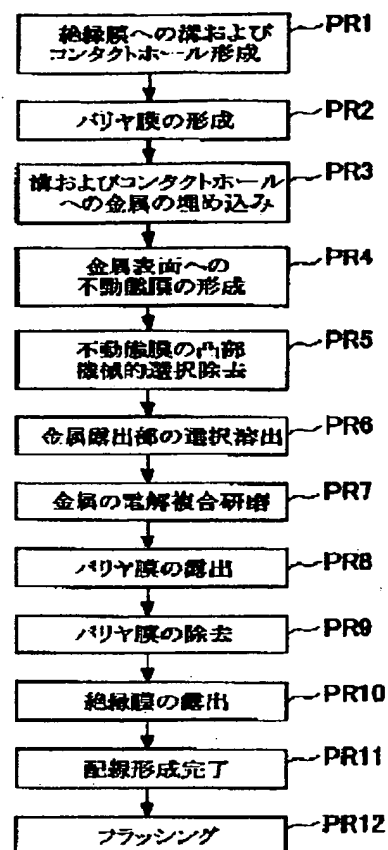 絶縁膜への溝および
コンタクトホール形成
PR1
バリヤ膜の形成
PR2
溝およびコンタクトホール
への金属の埋め込み
PR3
金属表面への
不動態膜の形成
PR4
不動態膜の凸部
機械的選択除去
PR5
金属露出部の選択溶出
PR6
金属の電解複合研磨
PR7
バリヤ膜の露出
PR8
バリヤ膜の除去
PR9
絶縁膜の露出
PR10
配線形成完了
PR11
フラッシング
PR12